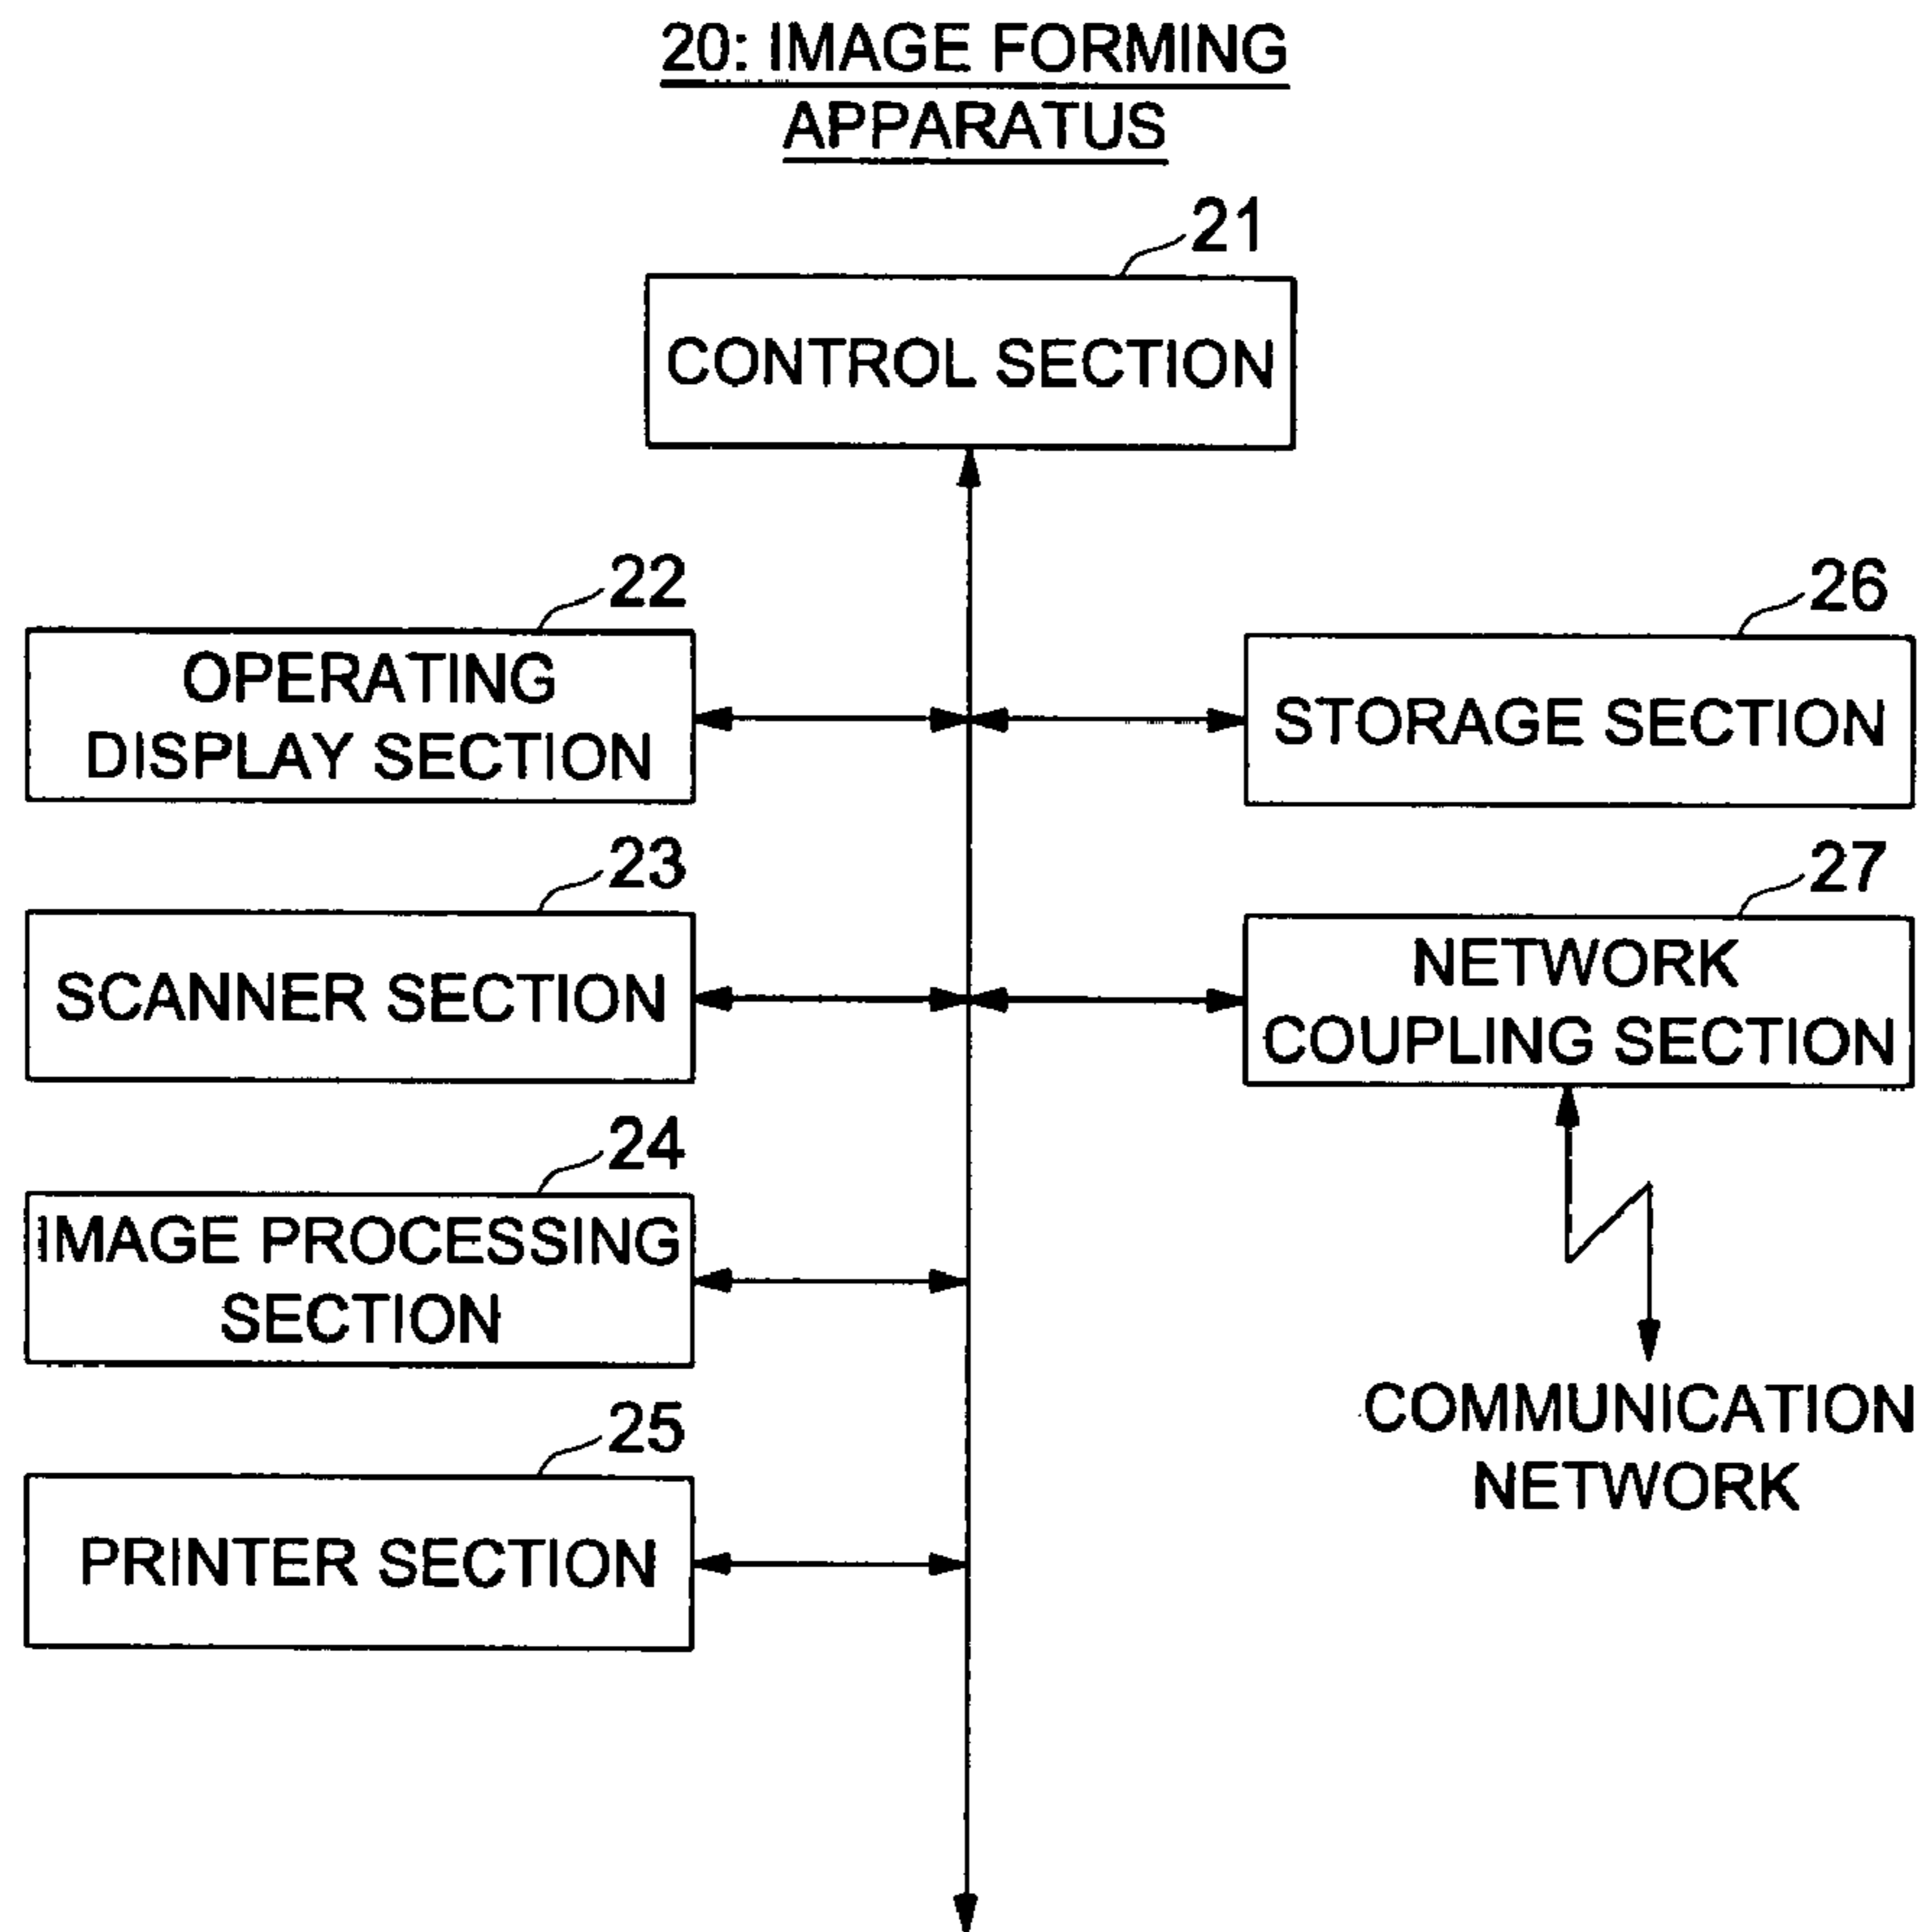 20: IMAGE FORMING
APPARATUS
21
CONTROL SECTION
22
OPERATING
DISPLAY SECTION
26
STORAGE SECTION
23
SCANNER SECTION
27
NETWORK
COUPLING SECTION
24
IMAGE PROCESSING
SECTION
COMMUNICATION
NETWORK
25
PRINTER SECTION